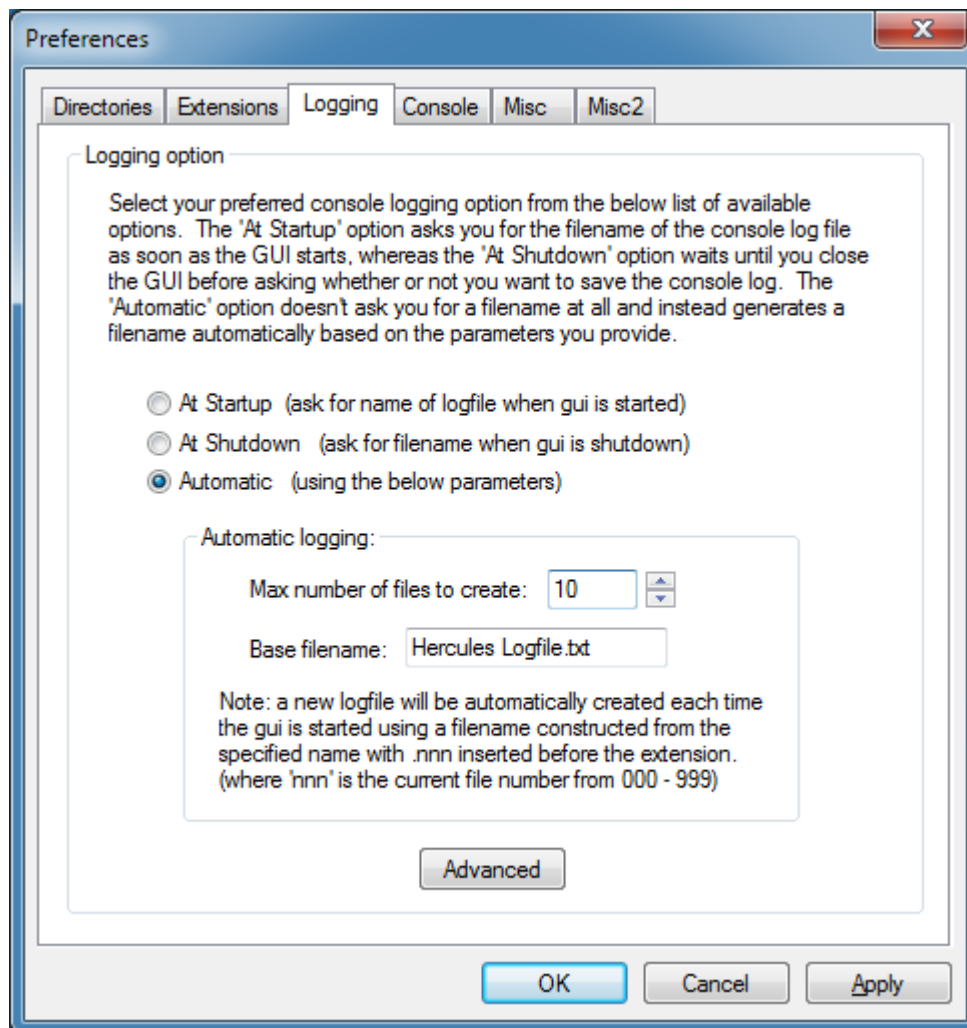 Preferences
Directories Extensions Logging Console Misc Misc2
Logging option
Select your preferred console logging option from the below list of available
options. The 'At Startup' option asks you for the filename of the console log file
as soon as the GUI starts, whereas the 'At Shutdown' option waits until you close
the GUI before asking whether or not you want to save the console log. The
'Automatic' option doesn't ask you for a filename at all and instead generates a
filename automatically based on the parameters you provide.
At Startup (ask for name of logfile when gui is started)
At Shutdown (ask for filename when gui is shutdown)
Automatic (using the below parameters)
Automatic logging:
Max number of files to create: 10
Base filename: Hercules Logfile.txt
Note: a new logfile will be automatically created each time
the gui is started using a filename constructed from the
specified name with .nnn inserted before the extension.
(where 'nnn' is the current file number from 000 - 999)
Advanced
OK Cancel Apply